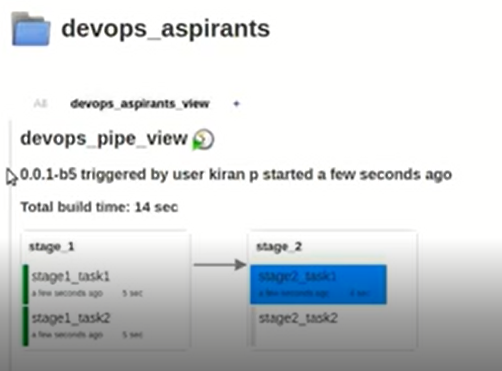 devops_aspirants
All devops_aspirants_view +
devops_pipe_view
0.0.1-b5 triggered by user kiran p started a few seconds ago
Total build time: 14 sec
stage_1
stage1_task1
a few seconds ago 5 sec
stage1_task2
a few seconds ago 5 sec
stage_2
stage2_task1
a few seconds ago
stage2_task2